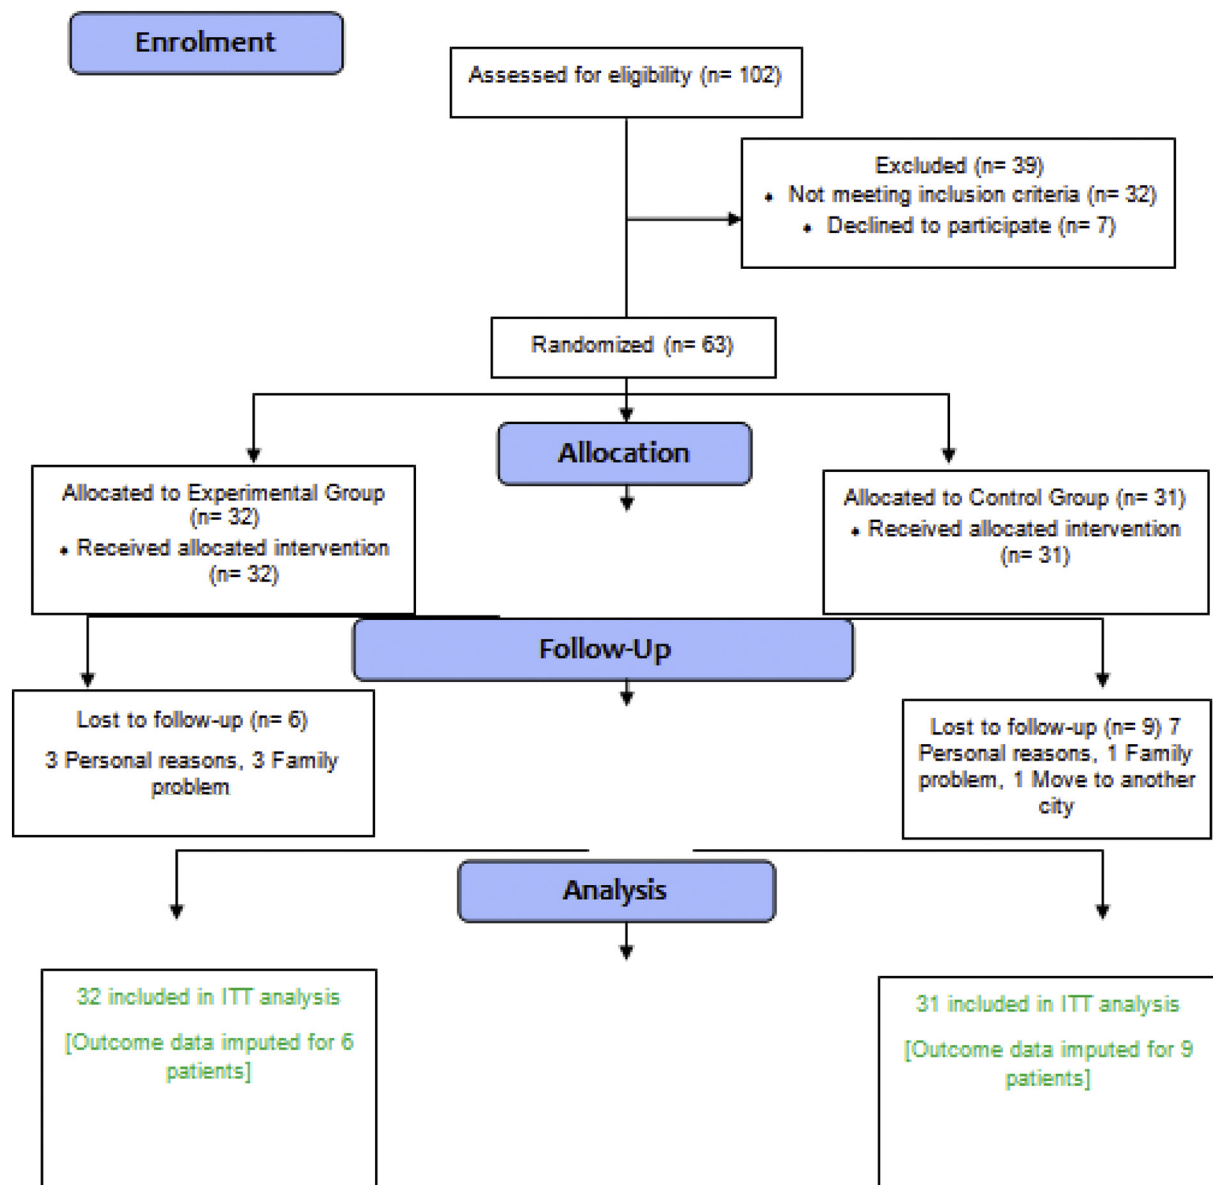 Enrolment
Assessed for eligibility (n= 102)
Excluded (n= 39)
• Not meeting inclusion criteria (n= 32)
• Declined to participate (n= 7)
Randomized (n= 63)
Allocation
Allocated to Experimental Group
(n= 32)
• Received allocated intervention
(n= 32)
Allocated to Control Group (n= 31)
• Received allocated intervention
(n= 31)
Follow-Up
Lost to follow-up (n= 6)
3 Personal reasons, 3 Family
problem
Lost to follow-up (n= 9) 7
Personal reasons, 1 Family
problem, 1 Move to another
city
Analysis
32 included in ITT analysis
[Outcome data imputed for 6
patients]
31 included in ITT analysis
[Outcome data imputed for 9
patients]